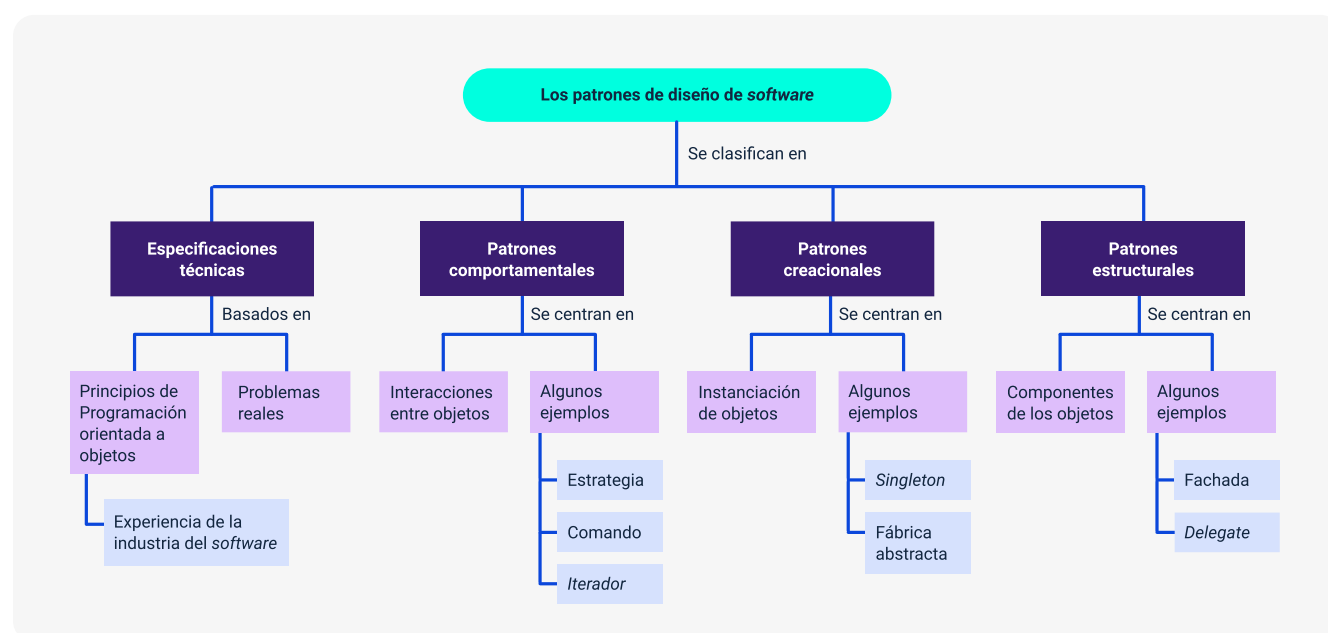 Los patrones de diseño de software
Se clasifican en
Especificaciones
técnicas
Patrones
comportamentales
Patrones
creacionales
Patrones
estructurales
Basados en
Se centran en
Se centran en
Se centran en
Principios de
Programación
orientada a
objetos
Problemas
reales
Interacciones
entre objetos
Algunos
ejemplos
Instanciación
de objetos
Algunos
ejemplos
Componentes
de los objetos
Algunos
ejemplos
Experiencia de la
industria del software
Estrategia
Comando
Iterador
Singleton
Fábrica
abstracta
Fachada
Delegate